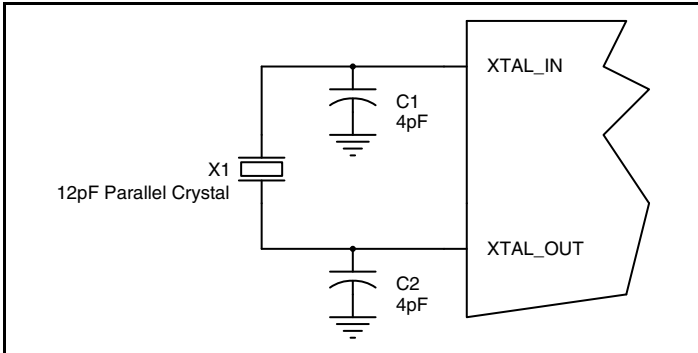 XTAL_IN
C1
4pF
X1
12pF Parallel Crystal
XTAL_OUT
C2
4pF